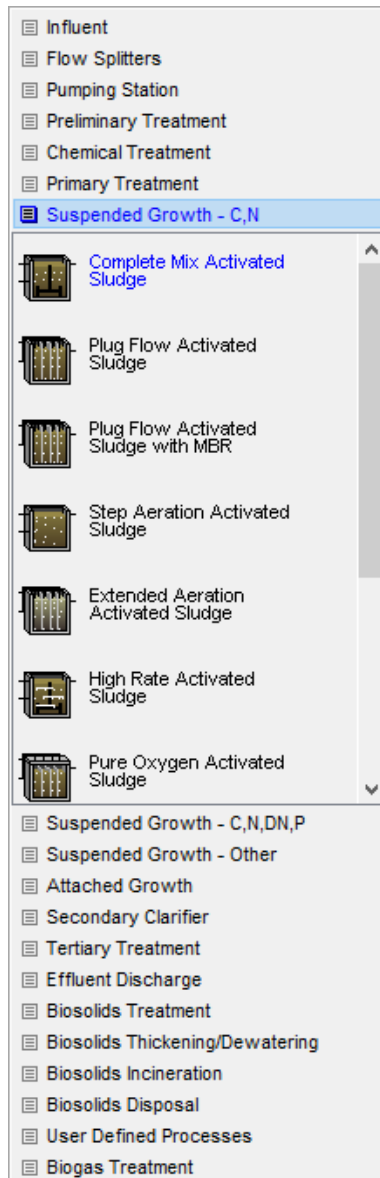 Influent
Flow Splitters
Pumping Station
Preliminary Treatment
Chemical Treatment
Primary Treatment
Suspended Growth - C,N
Complete Mix Activated
Sludge
Plug Flow Activated
Sludge
Plug Flow Activated
Sludge with MBR
Step Aeration Activated
Sludge
Extended Aeration
Activated Sludge
High Rate Activated
Sludge
Pure Oxygen Activated
Sludge
Suspended Growth - C,N,DN,P
Suspended Growth - Other
Attached Growth
Secondary Clarifier
Tertiary Treatment
Effluent Discharge
Biosolids Treatment
Biosolids Thickening/Dewatering
Biosolids Incineration
Biosolids Disposal
User Defined Processes
Biogas Treatment